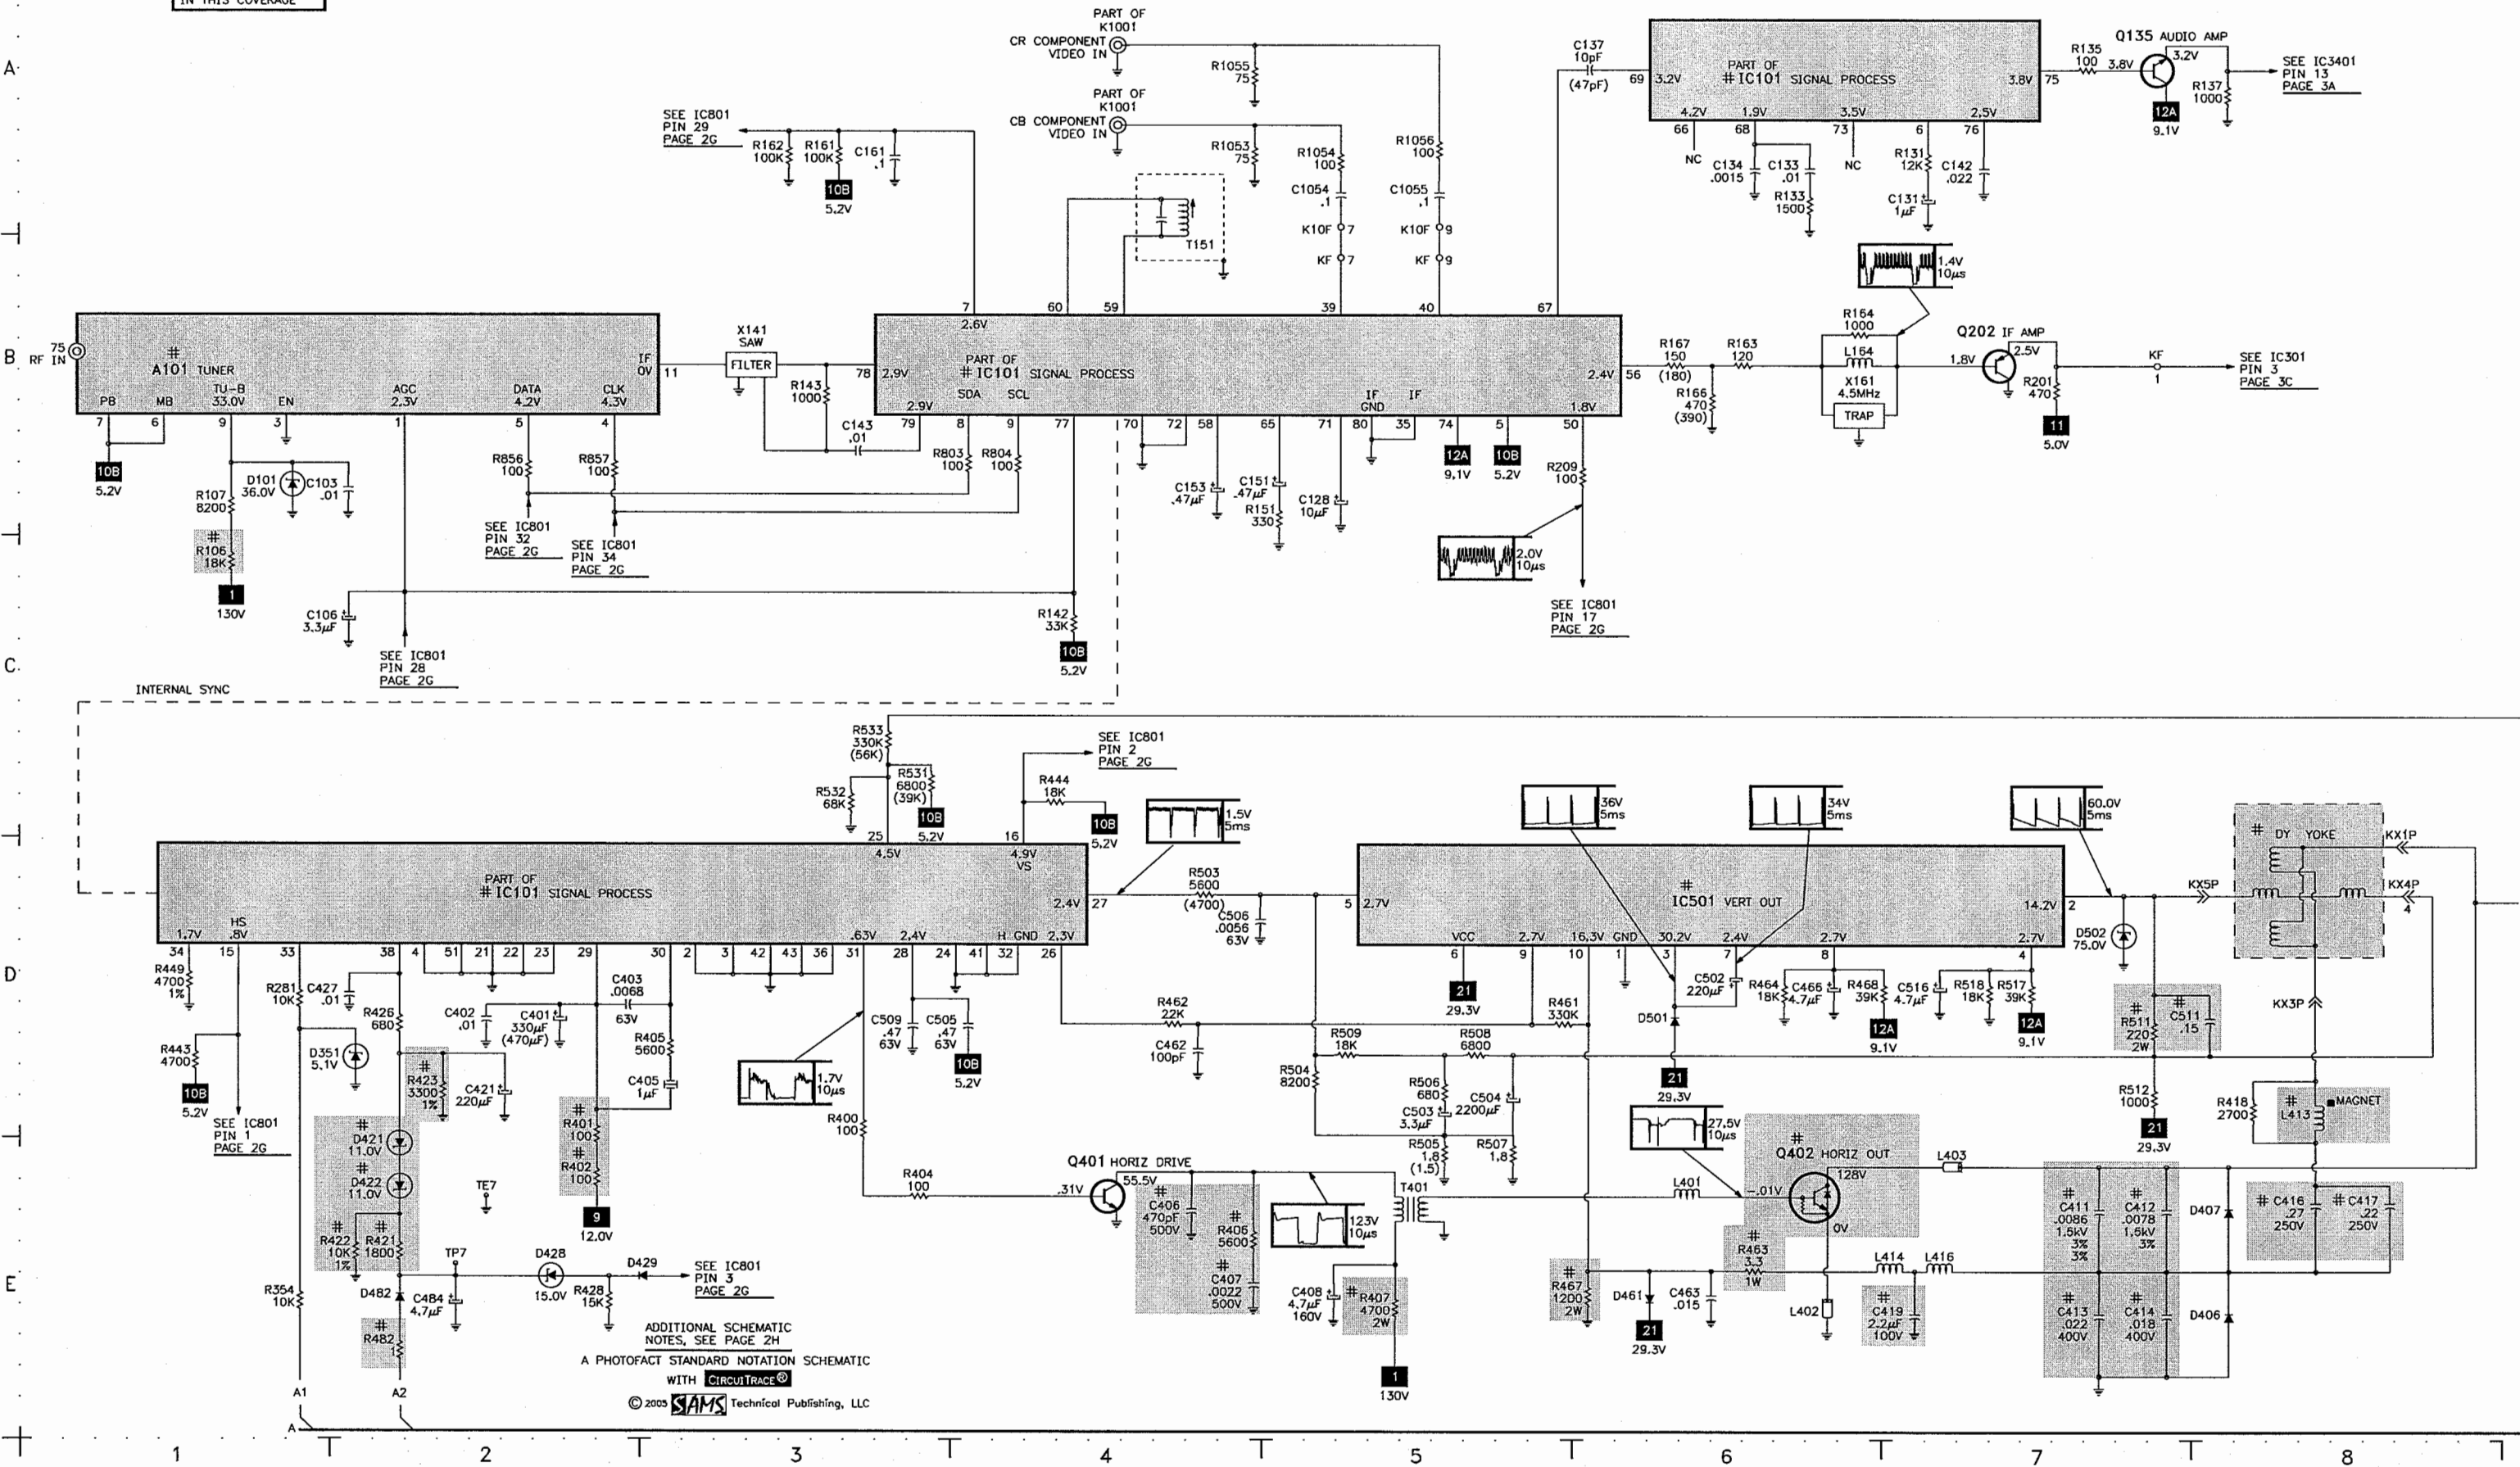 IN THIS COVERAGE
A
PART OF
K1001
CR COMPONENT
VIDEO IN
R1055
75
PART OF
K1001
CB COMPONENT
VIDEO IN
R1053
75
R1054
100
C1054
.1
K10F 7
KF 7
R1056
100
C1055
.1
K10F 9
KF 9
C137
10pF
(47pF)
69
3.2V
PART OF
# IC101 SIGNAL PROCESS
3.8V
75
4.2V
1.9V
3.5V
2.5V
66
68
73
6
76
NC
C134
.0015
C133
.01
R133
1500
NC
R131
12K
C131
1µF
C142
.022
R135
100
3.8V
Q135 AUDIO AMP
3.2V
12A
9.1V
R137
1000
SEE IC3401
PIN 13
PAGE 3A
SEE IC801
PIN 29
PAGE 2G
R162
100K
R161
100K
C161
.1
10B
5.2V
T151
B
75
RF IN
#
A101 TUNER
IF
0V
11
PB
MB
TU-B
33.0V
EN
AGC
2.3V
DATA
4.2V
CLK
4.3V
7
6
9
3
1
5
4
10B
5.2V
R107
8200
D101
36.0V
C103
.01
#
R106
18K
1
130V
C106
3.3µF
R856
100
R857
100
SEE IC801
PIN 32
PAGE 2G
SEE IC801
PIN 34
PAGE 2G
SEE IC801
PIN 28
PAGE 2G
X141
SAW
FILTER
R143
1000
C143
.01
78
2.9V
7
2.6V
60
59
39
40
67
PART OF
# IC101 SIGNAL PROCESS
2.9V
SDA
SCL
IF
GND
IF
1.8V
2.4V
56
79
8
9
77
70
72
58
65
71
80
35
74
5
50
R803
100
R804
100
R142
33K
10B
5.2V
C153
.47µF
C151
.47µF
R151
330
C128
10µF
12A
9.1V
10B
5.2V
R209
100
2.0V
10µs
SEE IC801
PIN 17
PAGE 2G
R167
150
(180)
R163
120
R166
470
(390)
R164
1000
L164
X161
4.5MHz
TRAP
1.4V
10µs
1.8V
Q202 IF AMP
2.5V
R201
470
11
5.0V
KF
1
SEE IC301
PIN 3
PAGE 3C
C
INTERNAL SYNC
R533
330K
(56K)
R532
68K
R531
6800
(39K)
10B
5.2V
R444
18K
10B
5.2V
SEE IC801
PIN 2
PAGE 2G
25
4.5V
16
4.9V
VS
PART OF
# IC101 SIGNAL PROCESS
2.4V
27
1.7V
HS
.8V
.63V
2.4V
H GND
2.3V
34
15
33
38
4
51
21
22
23
29
30
2
3
42
43
36
31
28
24
41
32
26
1.5V
5ms
R503
5600
(4700)
C506
.0056
63V
5
2.7V
#
IC501 VERT OUT
14.2V
2
VCC
2.7V
16.3V
GND
30.2V
2.4V
2.7V
2.7V
6
9
10
1
3
7
8
4
36V
5ms
34V
5ms
60.0V
5ms
KX5P
D502
75.0V
# DY YOKE
KX1P
KX4P
4
KX3P
D
R449
4700
1%
R443
4700
10B
5.2V
SEE IC801
PIN 1
PAGE 2G
R281
10K
C427
.01
D351
5.1V
R426
680
#
R423
3300
1%
C421
220µF
C402
.01
C401
330µF
(470µF)
C403
.0068
63V
R405
5600
C405
1µF
#
R401
100
#
R402
100
9
12.0V
1.7V
10µs
R400
100
C509
.47
63V
C505
.47
63V
10B
5.2V
R462
22K
C462
100pF
R509
18K
R508
6800
R504
8200
R506
680
C503
3.3µF
C504
2200µF
R505
1.8
(1.5)
R507
1.8
21
29.3V
R461
330K
D501
21
29.3V
C502
220µF
R464
18K
C466
4.7µF
R468
39K
12A
9.1V
C516
4.7µF
R518
18K
R517
39K
12A
9.1V
#
R511
220
2W
#
C511
.15
R512
1000
21
29.3V
R418
2700
#
L413
■MAGNET
#
D421
11.0V
#
D422
11.0V
#
R422
10K
1%
#
R421
1800
TE7
TP7
D428
15.0V
R428
15K
D429
SEE IC801
PIN 3
PAGE 2G
R404
100
.31V
Q401 HORIZ DRIVE
55.5V
#
C406
470pF
500V
#
R406
5600
#
C407
.0022
500V
123V
10µs
T401
C408
4.7µF
160V
#
R407
4700
2W
1
130V
27.5V
10µs
L401
-.01V
#
Q402 HORIZ OUT
128V
0V
L403
#
R463
3.3
1W
L402
L414
L416
#
C419
2.2µF
100V
#
R467
1200
2W
D461
21
29.3V
C463
.015
#
C411
.0086
1.5kV
3%
3%
#
C412
.0078
1.5kV
3%
#
C413
.022
400V
#
C414
.018
400V
D407
D406
# C416
.27
250V
# C417
.22
250V
E
R354
10K
D482
C484
4.7µF
#
R482
1
ADDITIONAL SCHEMATIC
NOTES, SEE PAGE 2H
A PHOTOFACT STANDARD NOTATION SCHEMATIC
WITH CIRCUITRACE®
© 2005 SAMS Technical Publishing, LLC
A1
A2
A
1
2
3
4
5
6
7
8